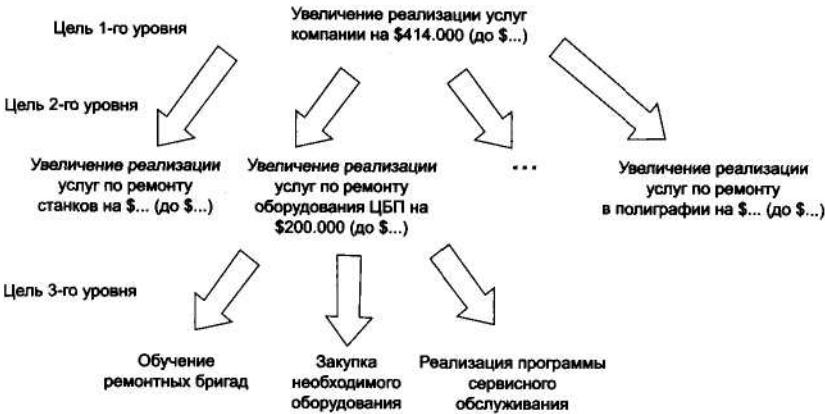 Цель 1-го уровня
Увеличение реализации услуг
компании на $414.000 (до $...)
Цель 2-го уровня
Увеличение реализации
услуг по ремонту
станков на $... (до $...)
Увеличение реализации
услуг по ремонту
оборудования ЦБП на
$200.000 (до $...)
...
Увеличение реализации
услуг по ремонту
в полиграфии на $... (до $...)
Цель 3-го уровня
Обучение
ремонтных бригад
Закупка
необходимого
оборудования
Реализация программы
сервисного
обслуживания